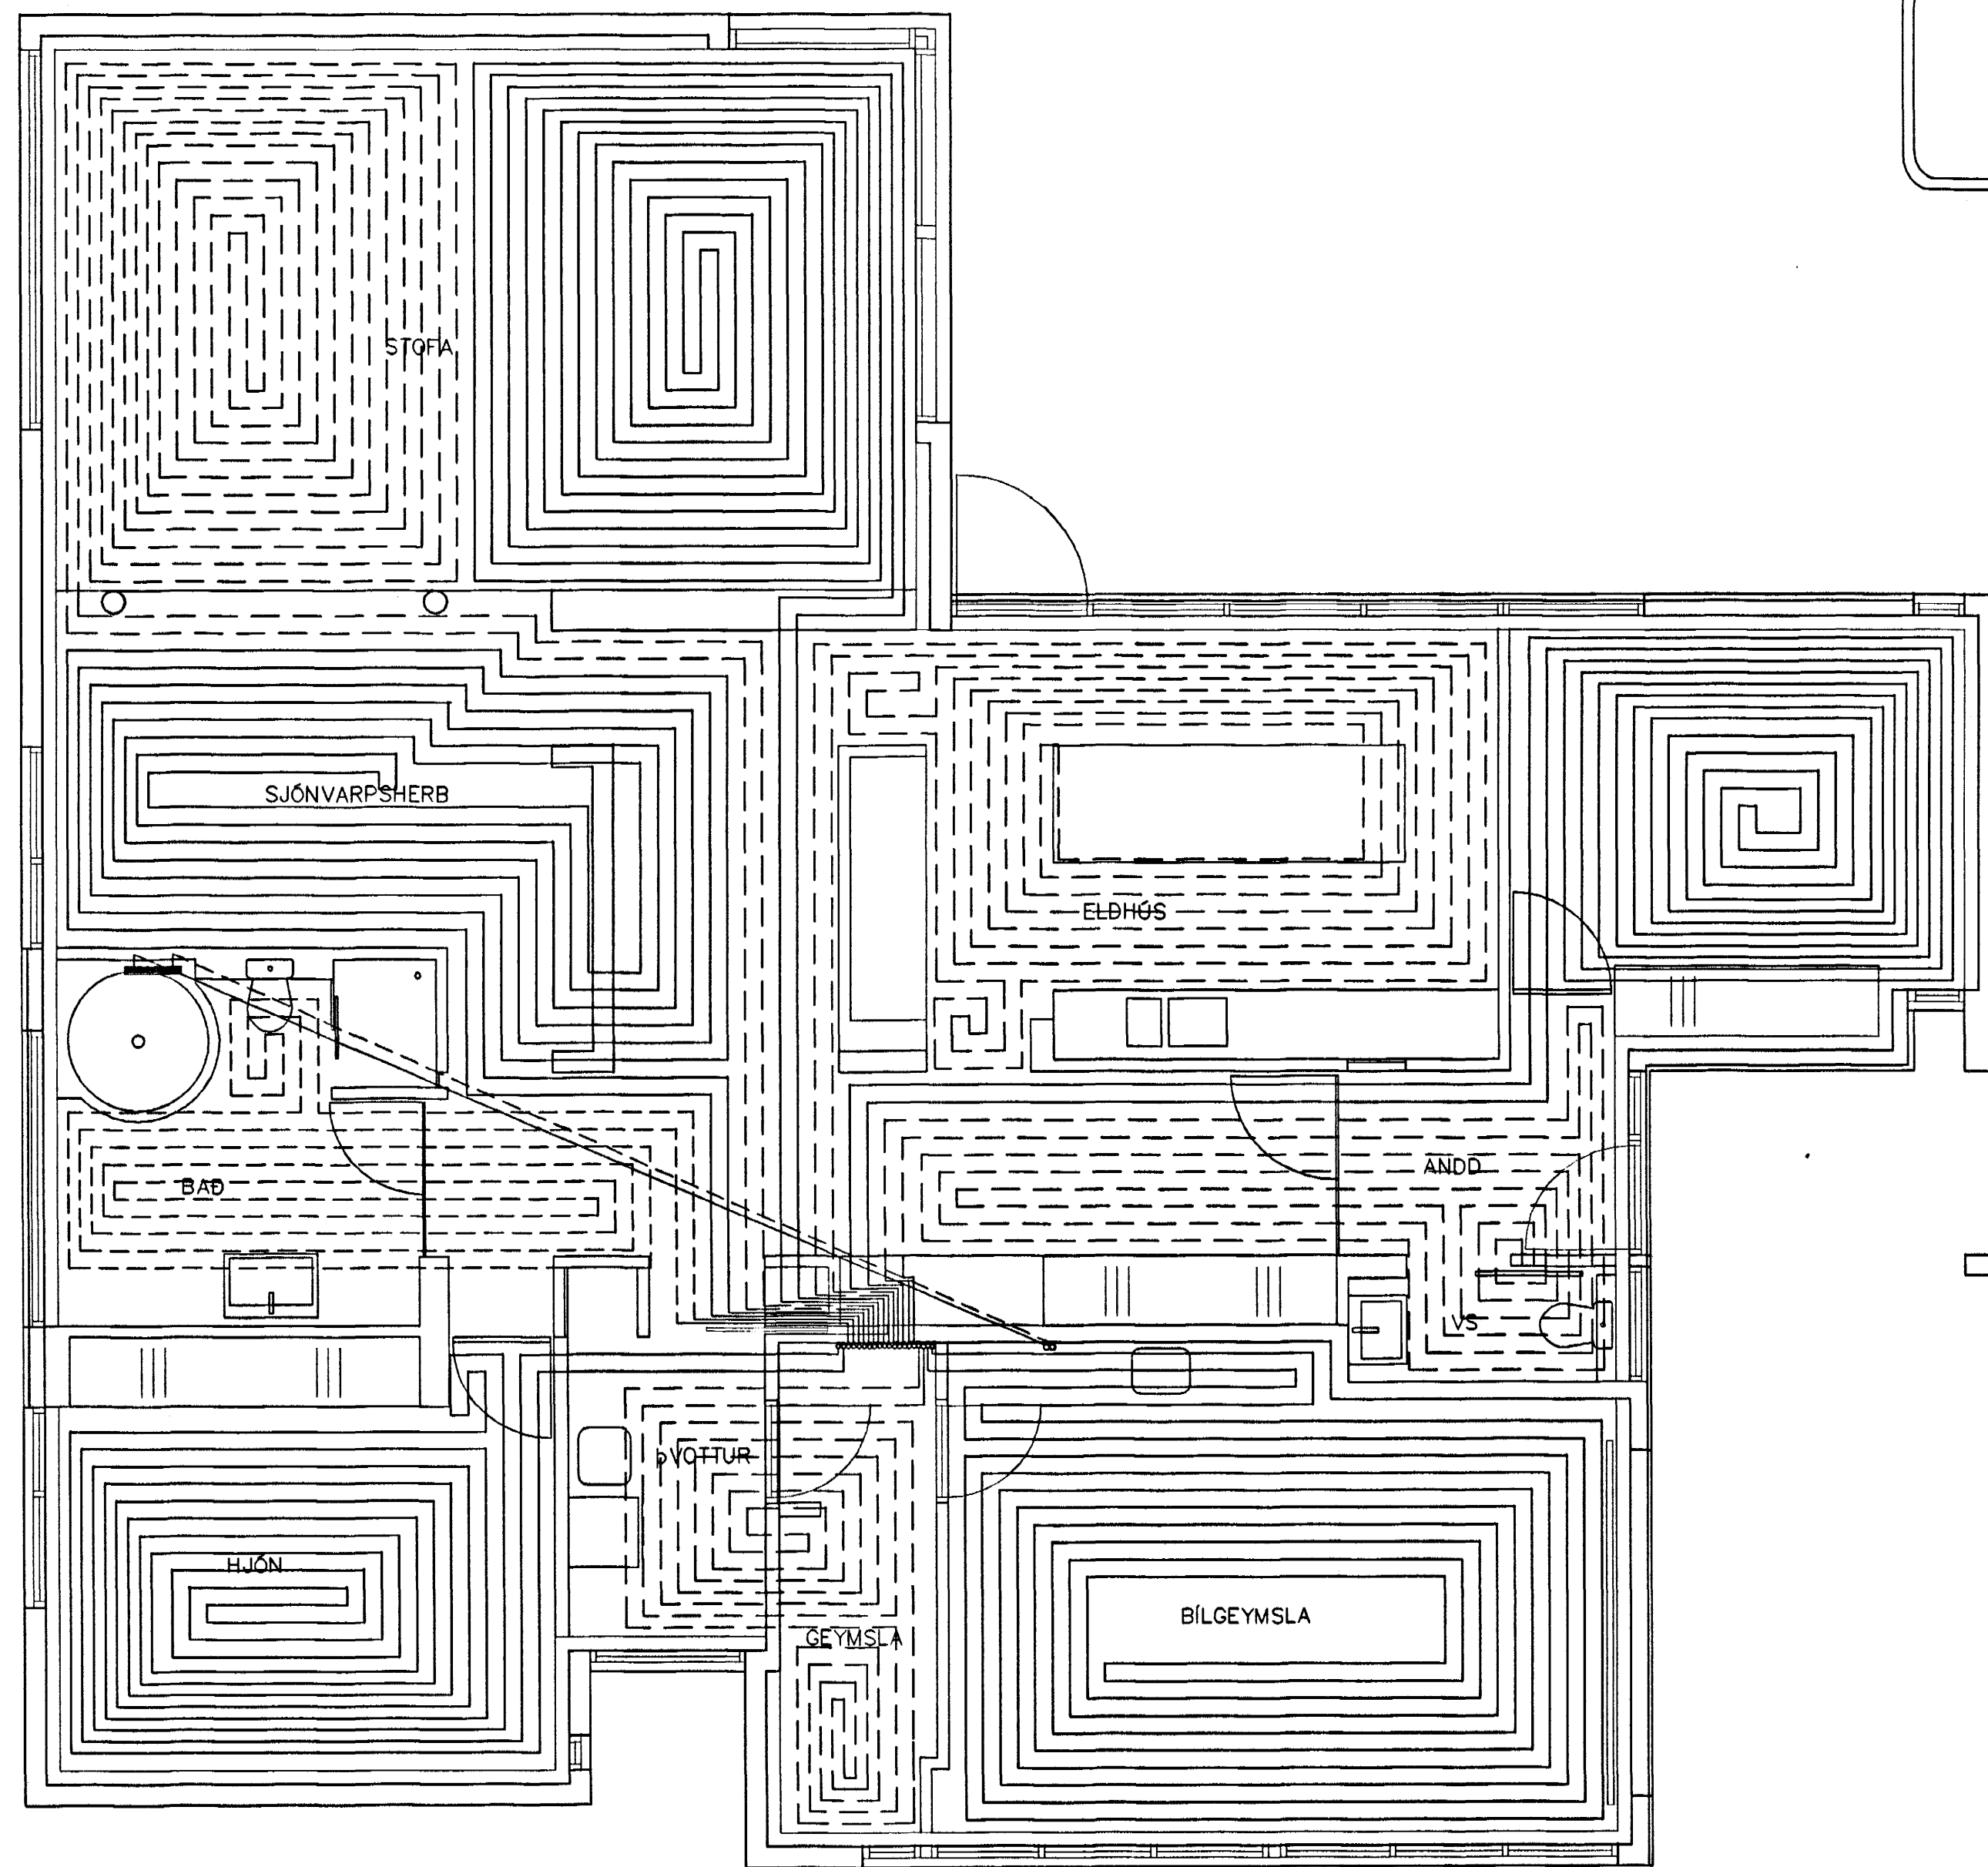 STOFA
SJÓNVARPSHERB
ELDHÚS
BAÐ
ANDD
VS
ÞVOTTUR
HJÓN
GEYMSLA
BÍLGEYMSLA